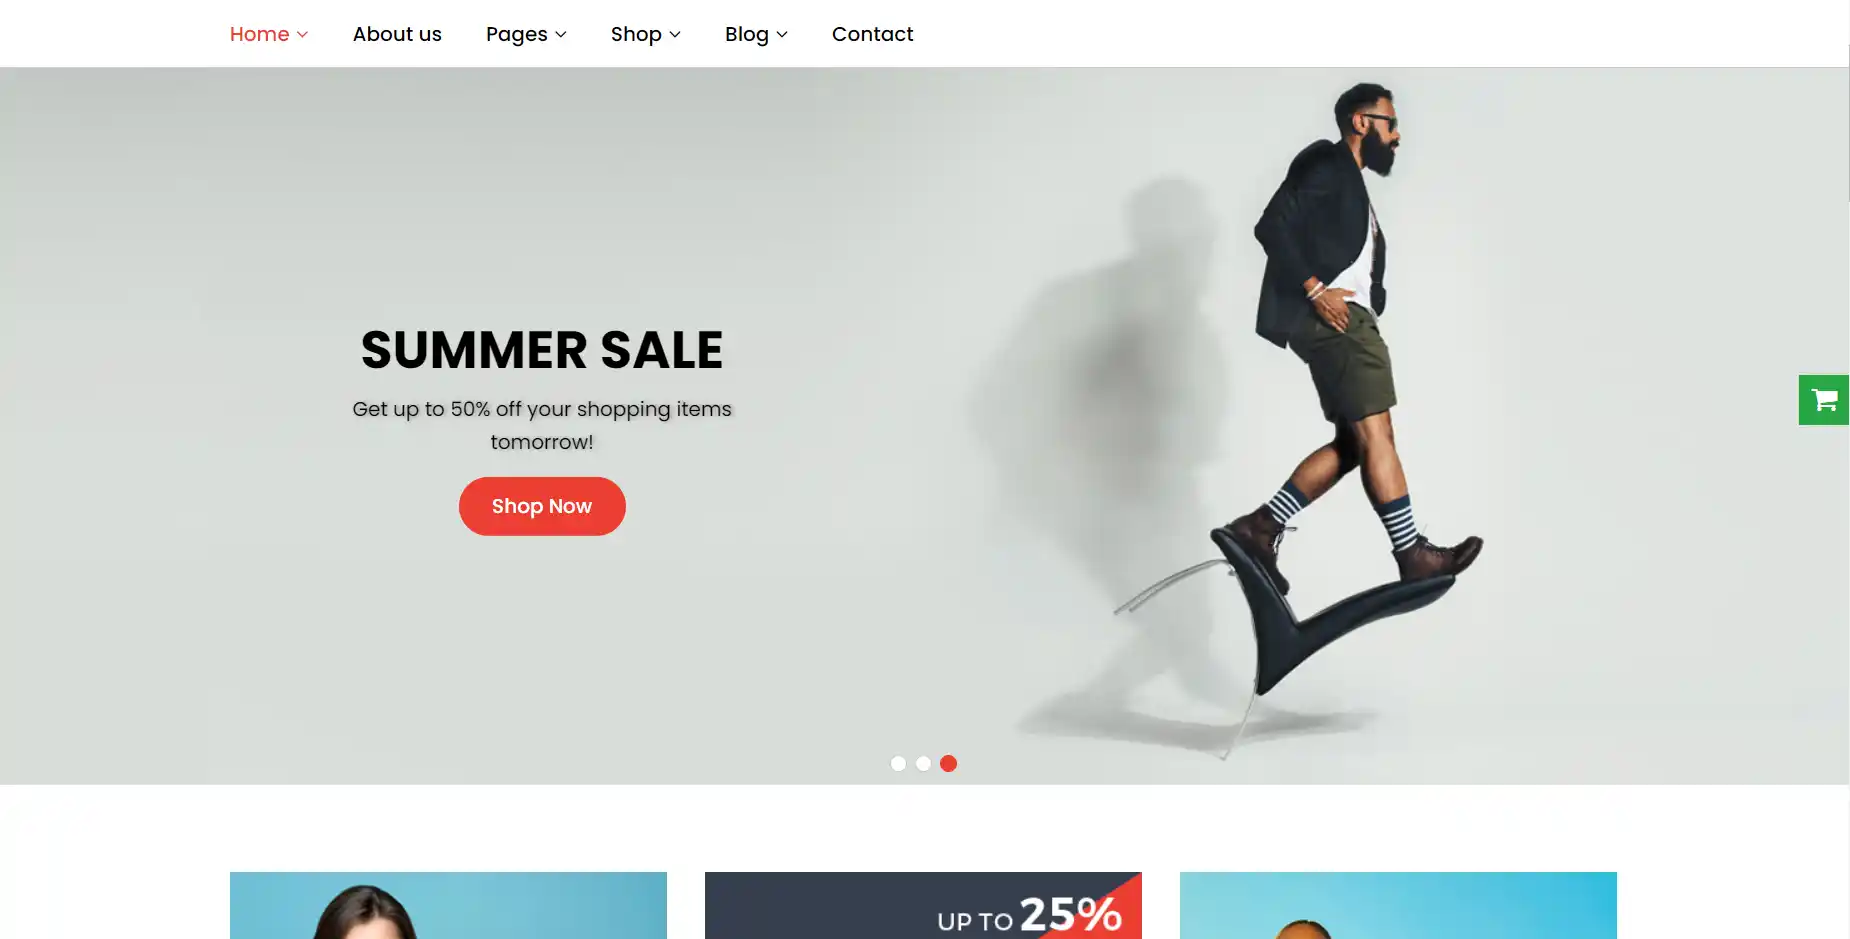 Home About us Pages Shop Blog Contact
SUMMER SALE
Get up to 50% off your shopping items
tomorrow!
Shop Now
UP TO 25%